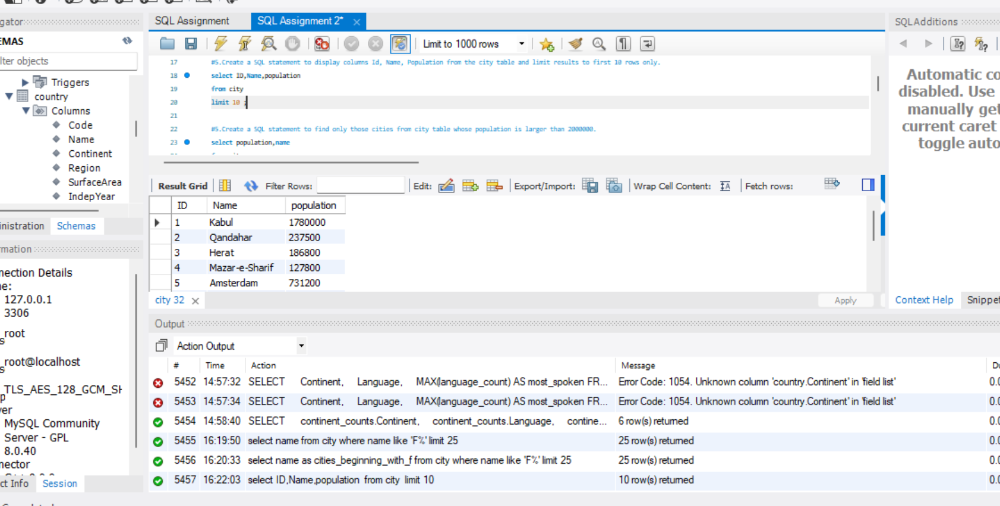 SQL Assignment
SQL Assignment 2*
SQLAdditions
Limit to 1000 rows
17 #5.Create a SQL statement to display columns Id, Name, Population from the city table and limit results to first 10 rows only.
18 select ID,Name,population
19 from city
20 limit 10 ;
21
22 #5.Create a SQL statement to find only those cities from city table whose population is larger than 2000000.
23 select population,name
gator
EMAS
lter objects
Triggers
country
Columns
Code
Name
Continent
Region
SurfaceArea
IndepYear
inistration Schemas
Automatic co
disabled. Use
manually get
current caret
toggle auto
Result Grid Filter Rows: Edit: Export/Import: Wrap Cell Content: Fetch rows:
ID Name population
1 Kabul 1780000
2 Qandahar 237500
3 Herat 186800
4 Mazar-e-Sharif 127800
5 Amsterdam 731200
city 32 Apply
Context Help Snippet
rmation
nection Details
e:
127.0.0.1
3306
root
s
root@localhost
s
TLS_AES_128_GCM_SH
p
ver
MySQL Community
Server - GPL
8.0.40
nector
ct Info Session
Output
Action Output
# Time Action Message Du
5452 14:57:32 SELECT Continent, Language, MAX(language_count) AS most_spoken FR... Error Code: 1054. Unknown column 'country.Continent' in 'field list' 0.0
5453 14:57:34 SELECT Continent, Language, MAX(language_count) AS most_spoken FR... Error Code: 1054. Unknown column 'country.Continent' in 'field list' 0.0
5454 14:58:40 SELECT continent_counts.Continent, continent_counts.Language, contine... 6 row(s) returned 0.0
5455 16:19:50 select name from city where name like 'F%' limit 25 25 row(s) returned 0.0
5456 16:20:33 select name as cities_beginning_with_f from city where name like 'F%' limit 25 25 row(s) returned 0.0
5457 16:22:03 select ID,Name,population from city limit 10 10 row(s) returned 0.0